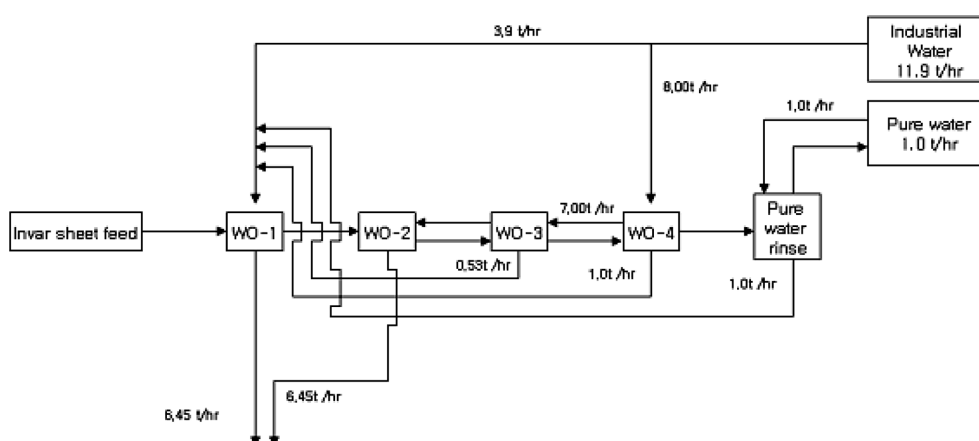 3,9 t/hr
Industrial
Water
11.9 t/hr
8,00t /hr
1,0t /hr
Pure water
1.0 t/hr
Invar sheet feed
WO-1
WO-2
WO-3
7,00t /hr
WO-4
Pure
water
rinse
0,53t /hr
1,0t /hr
1,0t /hr
6,45 t/hr
6,45t /hr